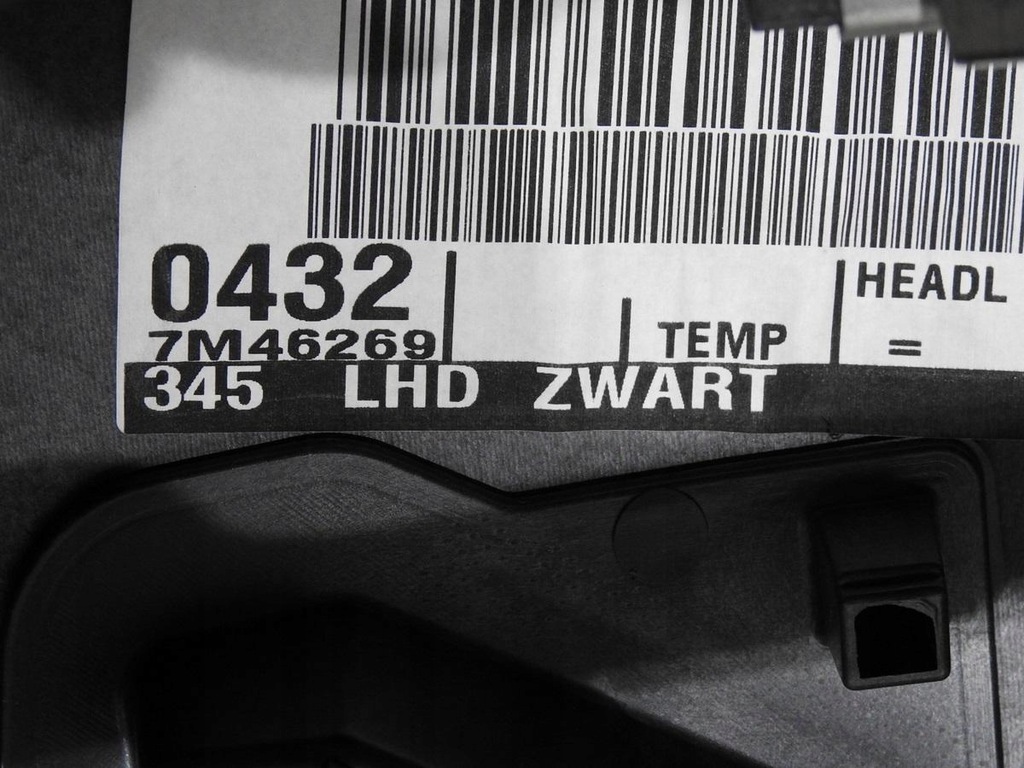 0432
7M46269
TEMP
HEADL
=
345 LHD ZWART